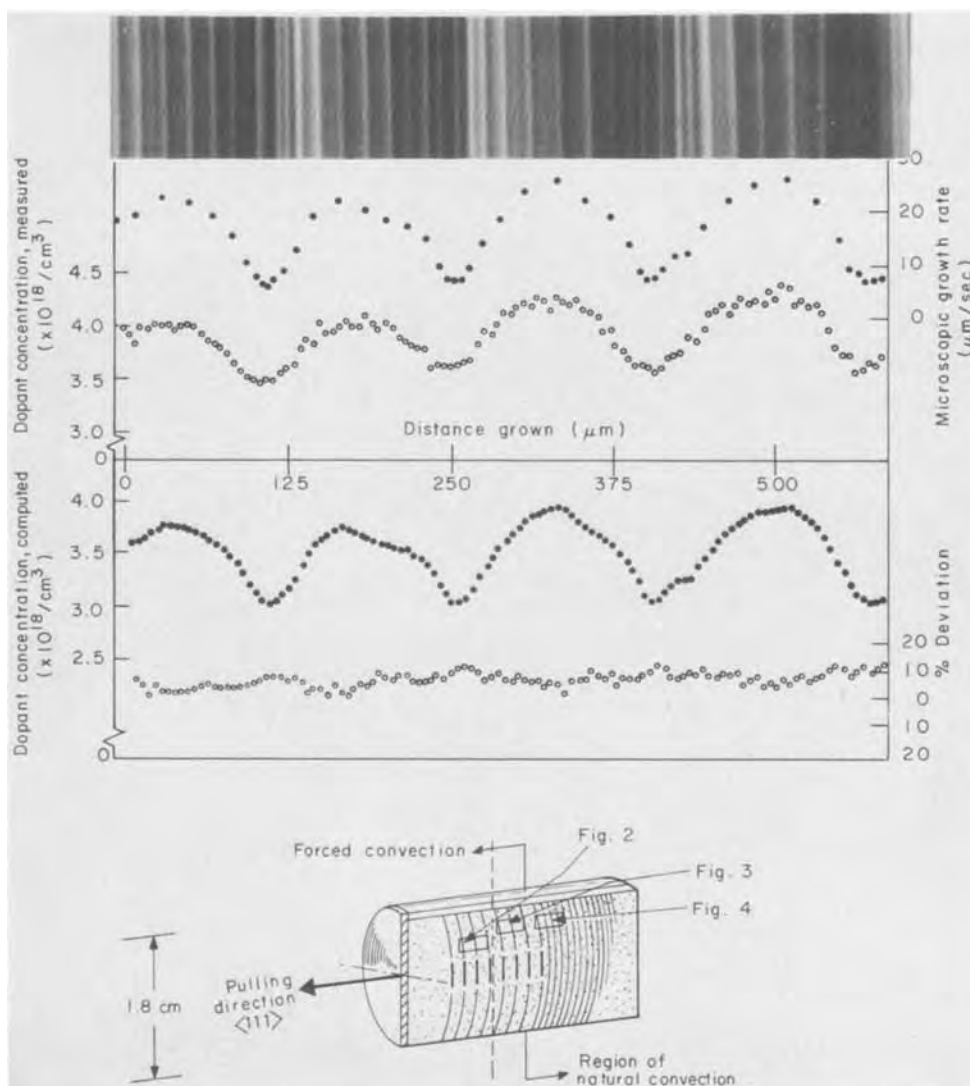 Dopant concentration, measured
(x10^18/cm^3)
4.5
4.0
3.5
3.0
0
20
10
0
Microscopic growth rate
(μm/sec)
Distance grown (μm)
0
125
250
375
500
Dopant concentration, computed
(x10^18/cm^3)
4.0
3.5
3.0
2.5
0
20
10
0
10
20
% Deviation
Forced convection
Fig. 2
Fig. 3
Fig. 4
1.8 cm
Pulling
direction
<111>
Region of
natural convection